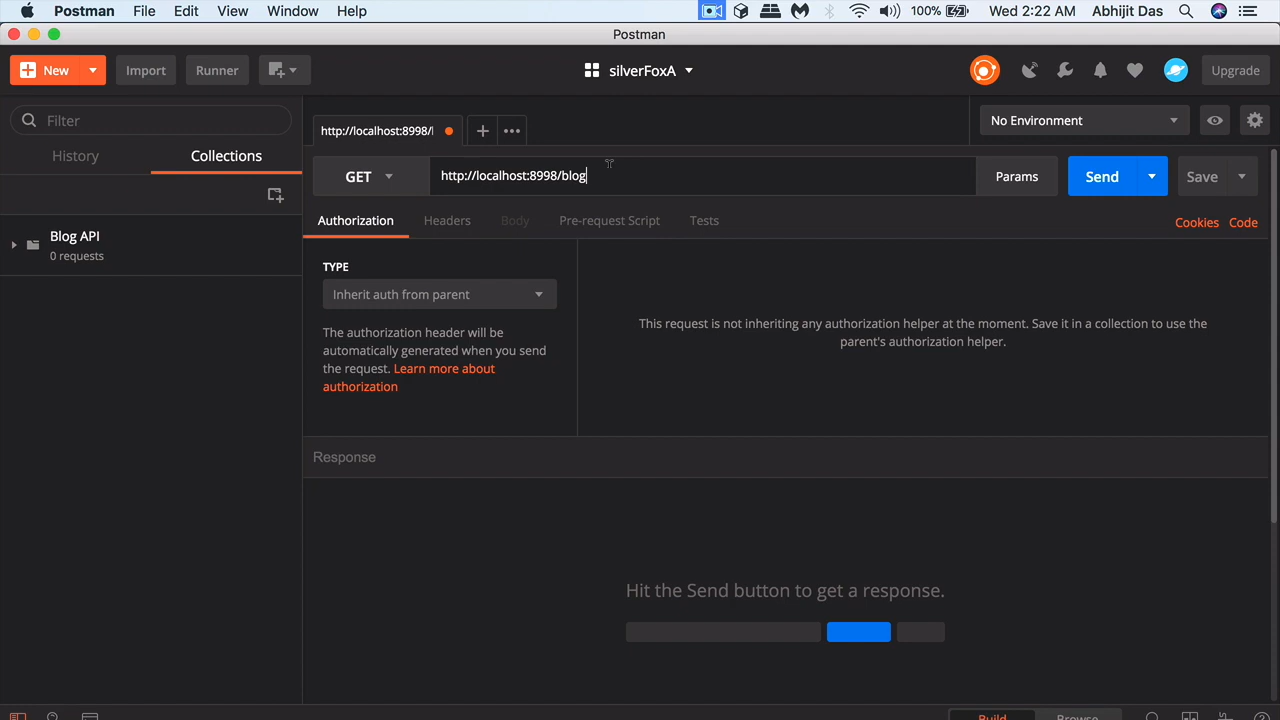 Postman File Edit View Window Help 100% Wed 2:22 AM Abhijit Das
Postman
New Import Runner silverFoxA Upgrade
Filter
http://localhost:8998/ No Environment
History Collections
GET http://localhost:8998/blog Params Send Save
Authorization Headers Body Pre-request Script Tests Cookies Code
Blog API
0 requests
TYPE
Inherit auth from parent
The authorization header will be
automatically generated when you send
the request. Learn more about
authorization
This request is not inheriting any authorization helper at the moment. Save it in a collection to use the
parent's authorization helper.
Response
Hit the Send button to get a response.
Build Browse